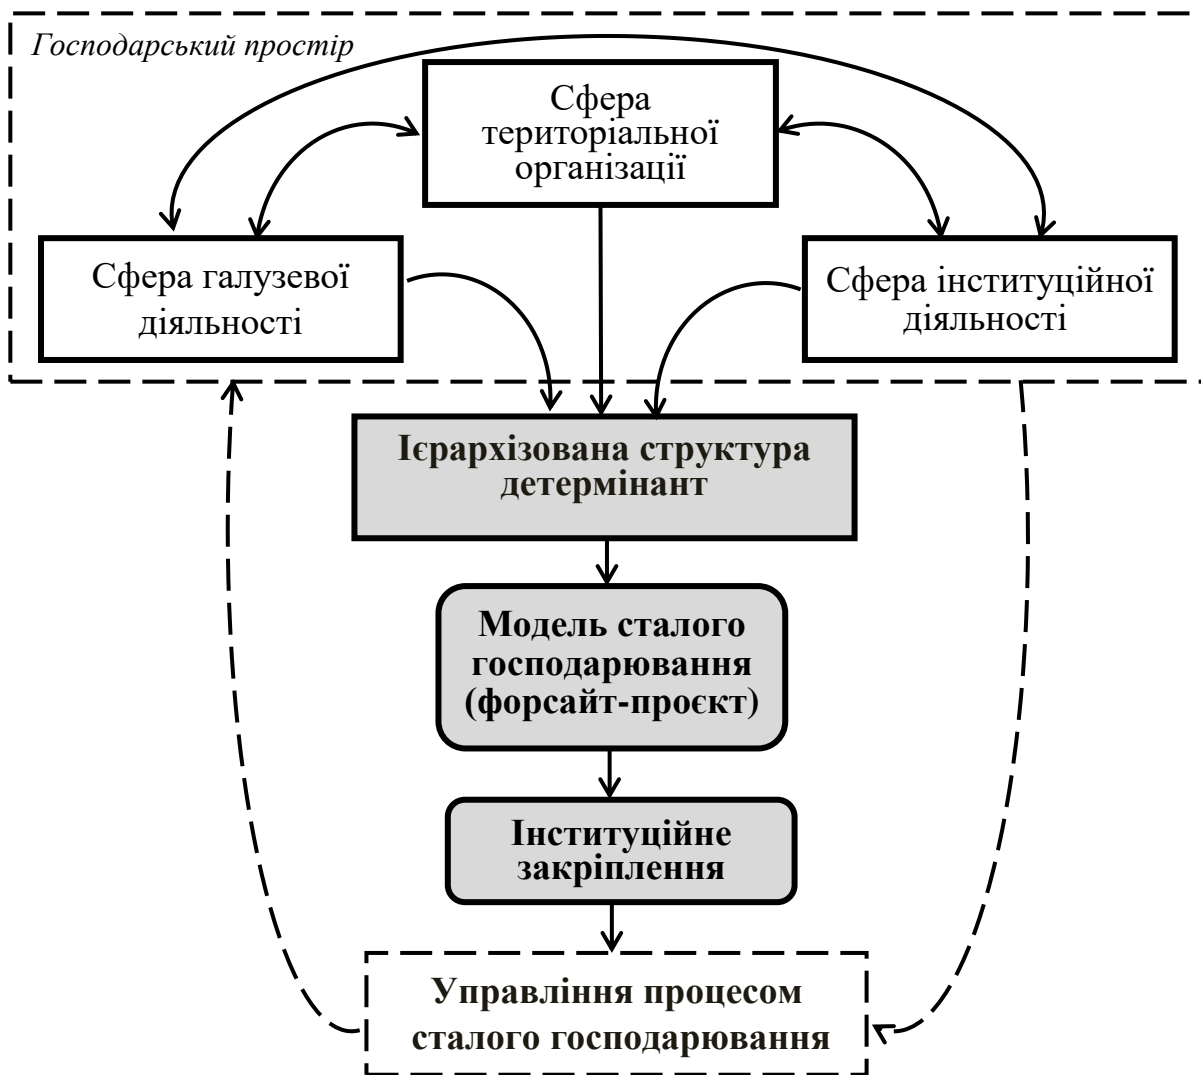 Господарський простір
Сфера
територіальної
організації
Сфера галузевої
діяльності
Сфера інституційної
діяльності
Ієрархізована структура
детермінант
Модель сталого
господарювання
(форсайт-проєкт)
Інституційне
закріплення
Управління процесом
сталого господарювання